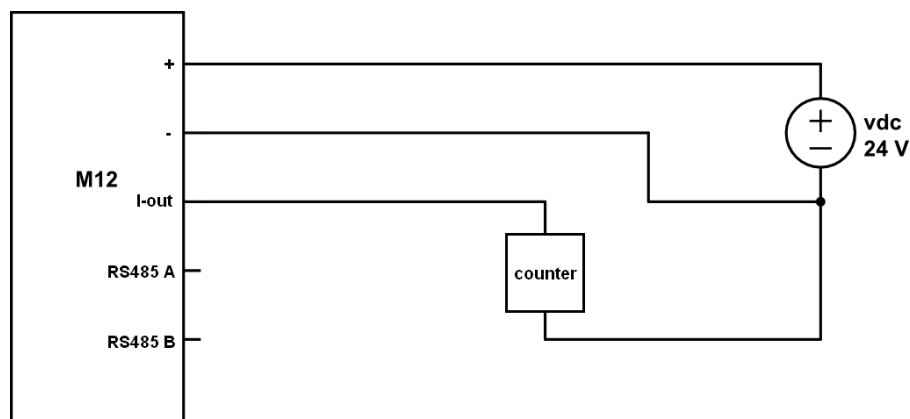 +
-
M12
I-out
RS485 A
RS485 B
counter
+
−
vdc
24 V